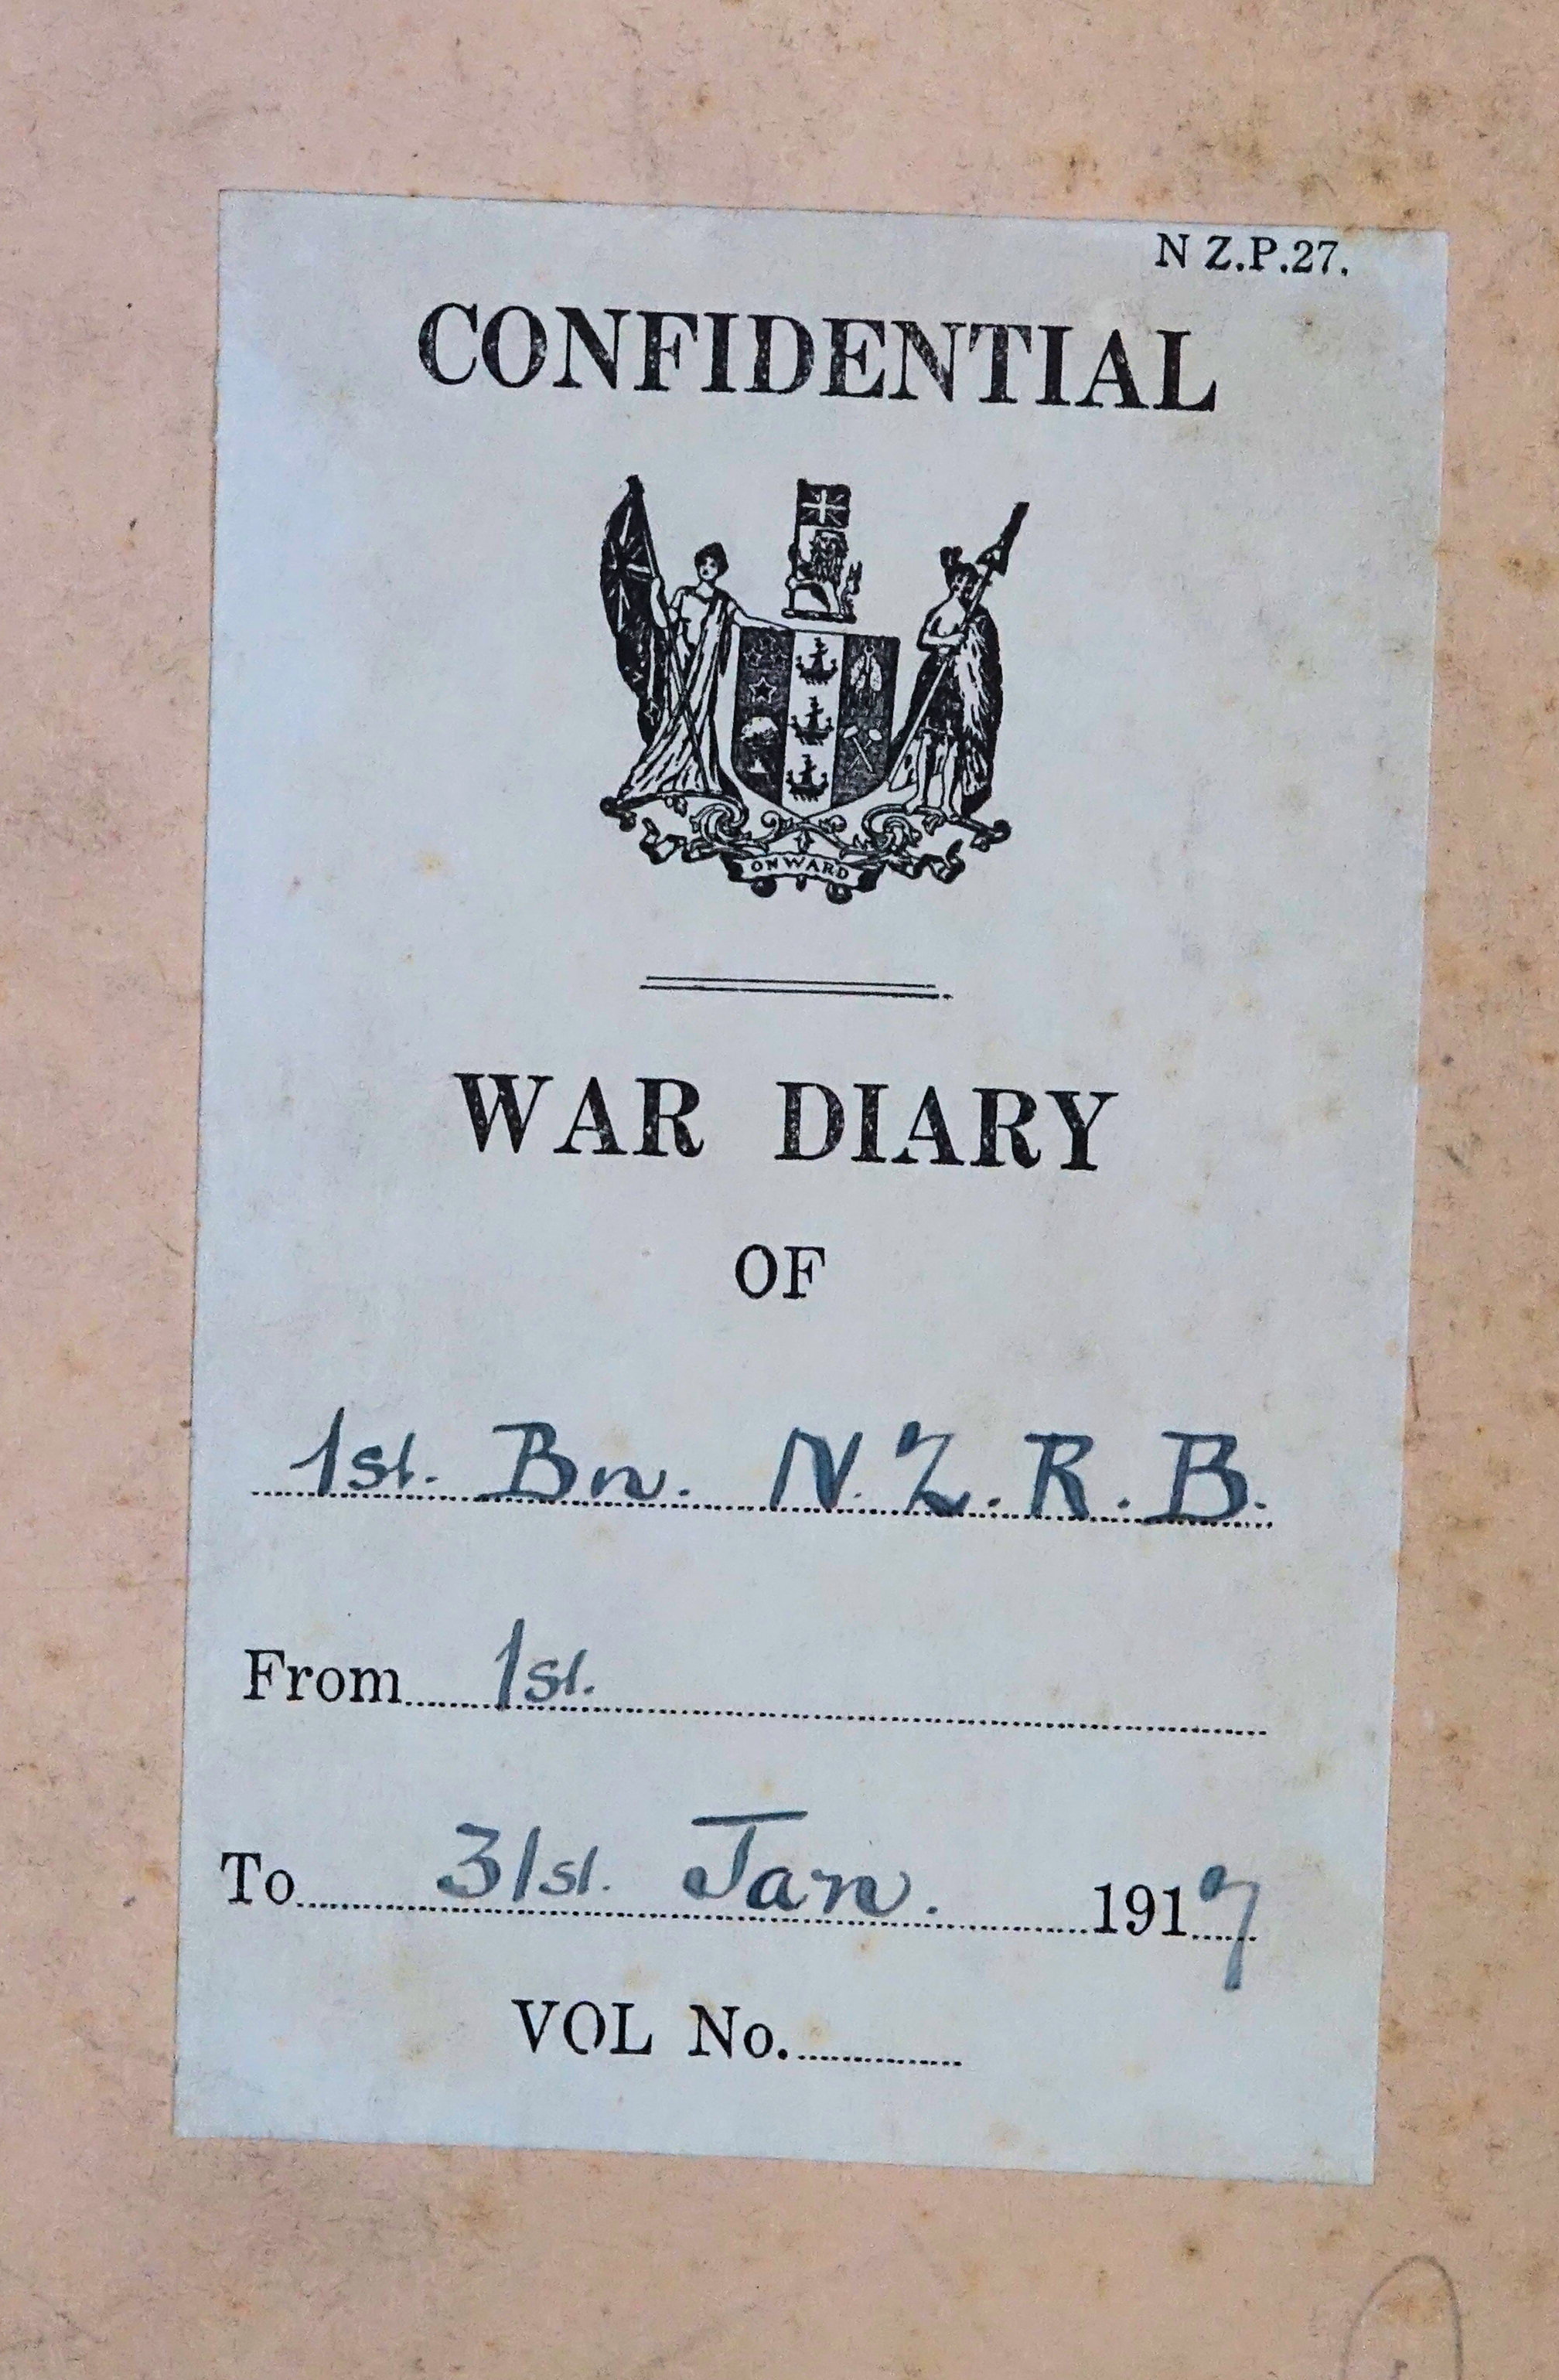 N Z.P.27.
CONFIDENTIAL
ONWARD
WAR DIARY
OF
1st. Bn. N.Z.R.B.
From 1st.
To 31st. Jan. 1917
VOL No.